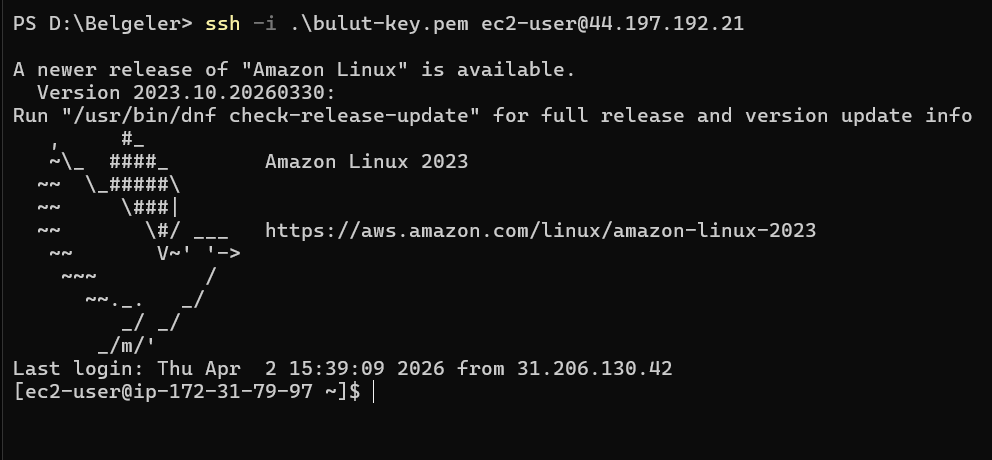 PS D:\Belgeler> ssh -i .\bulut-key.pem ec2-user@44.197.192.21

A newer release of "Amazon Linux" is available.
  Version 2023.10.20260330:
Run "/usr/bin/dnf check-release-update" for full release and version update info
   ,     #_
   ~\_  ####_        Amazon Linux 2023
  ~~  \_#####\
  ~~     \###|
  ~~       \#/ ___   https://aws.amazon.com/linux/amazon-linux-2023
   ~~       V~' '->
    ~~~         /
      ~~._.   _/
         _/ _/
       _/m/'
Last login: Thu Apr  2 15:39:09 2026 from 31.206.130.42
[ec2-user@ip-172-31-79-97 ~]$